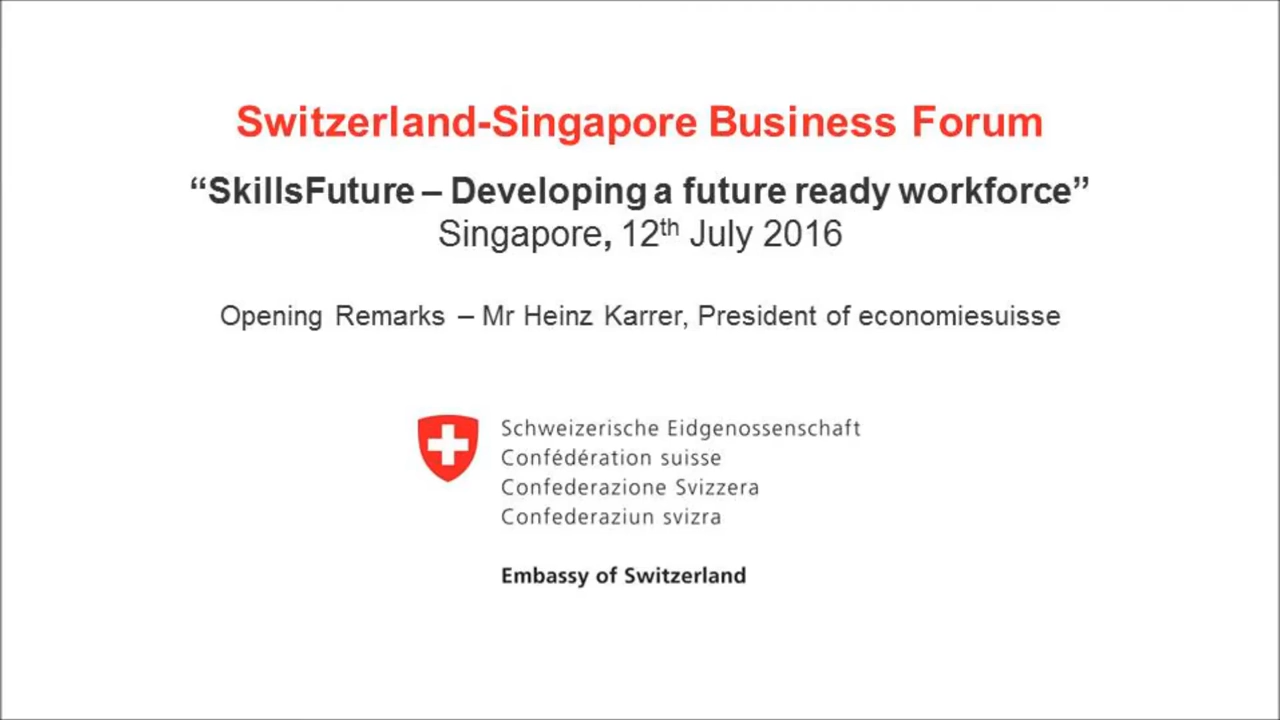 Switzerland-Singapore Business Forum
“SkillsFuture – Developing a future ready workforce”
Singapore, 12th July 2016
Opening Remarks – Mr Heinz Karrer, President of economiesuisse
Schweizerische Eidgenossenschaft
Confédération suisse
Confederazione Svizzera
Confederaziun svizra
Embassy of Switzerland